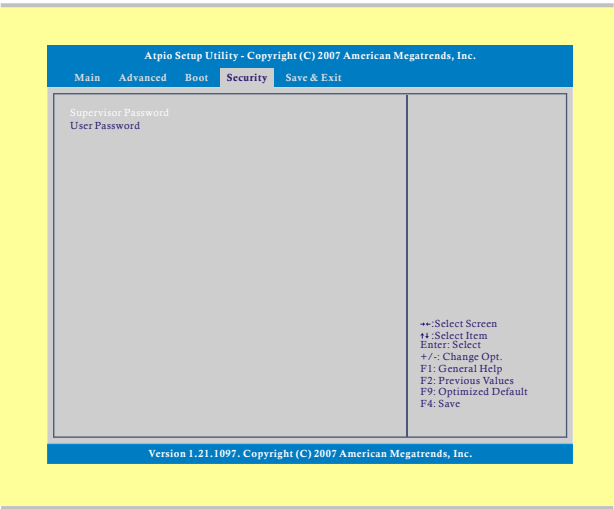 Atpio Setup Utility - Copyright (C) 2007 American Megatrends, Inc.
Main Advanced Boot Security Save & Exit
Supervisor Password
User Password
→←:Select Screen
↑↓:Select Item
Enter: Select
+/-: Change Opt.
F1: General Help
F2: Previous Values
F9: Optimized Default
F4: Save
Version 1.21.1097. Copyright (C) 2007 American Megatrends, Inc.